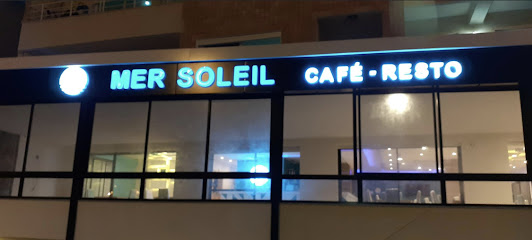 MER SOLEIL CAFÉ - RESTO